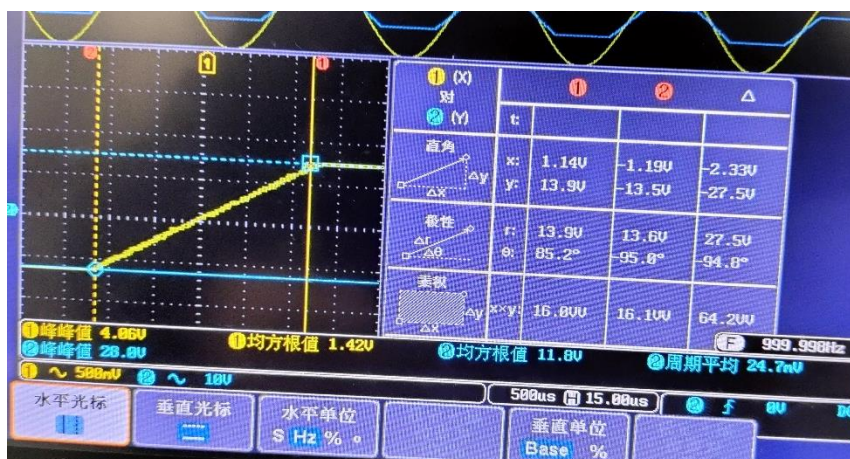 2
1
1
1 (X)
对
2 (Y)
1 2 Δ
t:
直角
Δy
Δx
x: 1.14V -1.19V -2.33V
y: 13.9V -13.5V -27.5V
极性
Δr
Δθ
r: 13.9V 13.6V 27.5V
θ: 85.2° -95.0° -94.8°
乘积
Δy
Δx
x×y: 16.0VV 16.1VV 64.2VV
F 999.998Hz
1 峰峰值 4.06V 1 均方根值 1.42V
2 峰峰值 28.0V 2 均方根值 11.8V 2 周期平均 24.7mV
1 ∿ 500mV 2 ∿ 10V
500us H 15.00us 2 ƒ 0V
水平光标
垂直光标
水平单位
S Hz % °
垂直单位
Base %